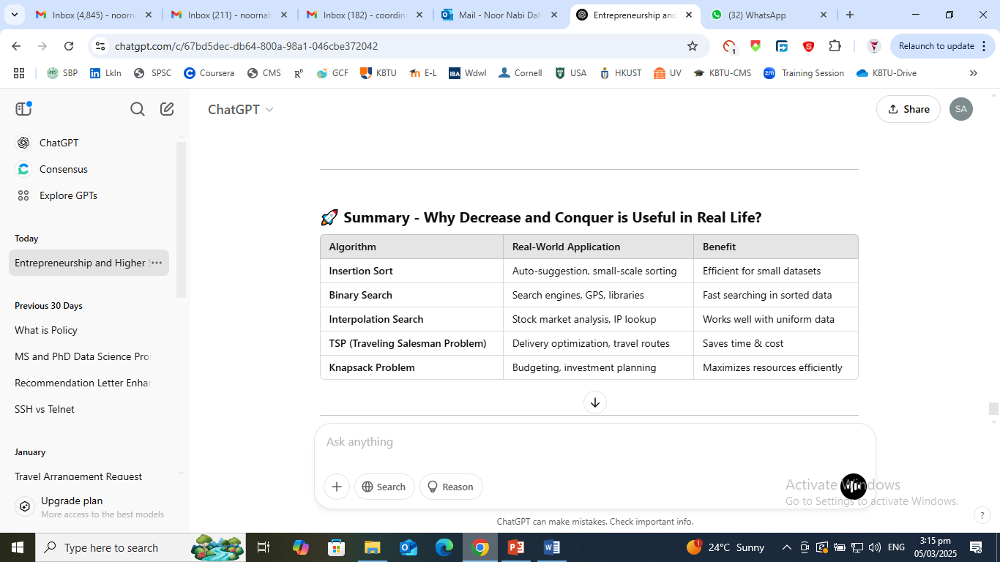 Inbox (4,845) - noorna
Inbox (211) - noornab
Inbox (182) - coordina
Mail - Noor Nabi Dah
Entrepreneurship and
(32) WhatsApp
chatgpt.com/c/67bd5dec-db64-800a-98a1-046cbe372042
1
Relaunch to update
SBP
LkIn
SPSC
Coursera
CMS
GCF
KBTU
E-L
IBA Wdwl
Cornell
USA
HKUST
UV
KBTU-CMS
zm Training Session
KBTU-Drive
ChatGPT
Share
SA
ChatGPT
Consensus
Explore GPTs
Today
Entrepreneurship and Higher
Previous 30 Days
What is Policy
MS and PhD Data Science Pro
Recommendation Letter Enhan
SSH vs Telnet
January
Travel Arrangement Request
Upgrade plan
More access to the best models
Summary - Why Decrease and Conquer is Useful in Real Life?
Algorithm Real-World Application Benefit
Insertion Sort Auto-suggestion, small-scale sorting Efficient for small datasets
Binary Search Search engines, GPS, libraries Fast searching in sorted data
Interpolation Search Stock market analysis, IP lookup Works well with uniform data
TSP (Traveling Salesman Problem) Delivery optimization, travel routes Saves time & cost
Knapsack Problem Budgeting, investment planning Maximizes resources efficiently
Ask anything
Search
Reason
Activate Windows
Go to Settings to activate Windows.
ChatGPT can make mistakes. Check important info.
?
Type here to search
1
24°C Sunny
ENG
3:15 pm
05/03/2025